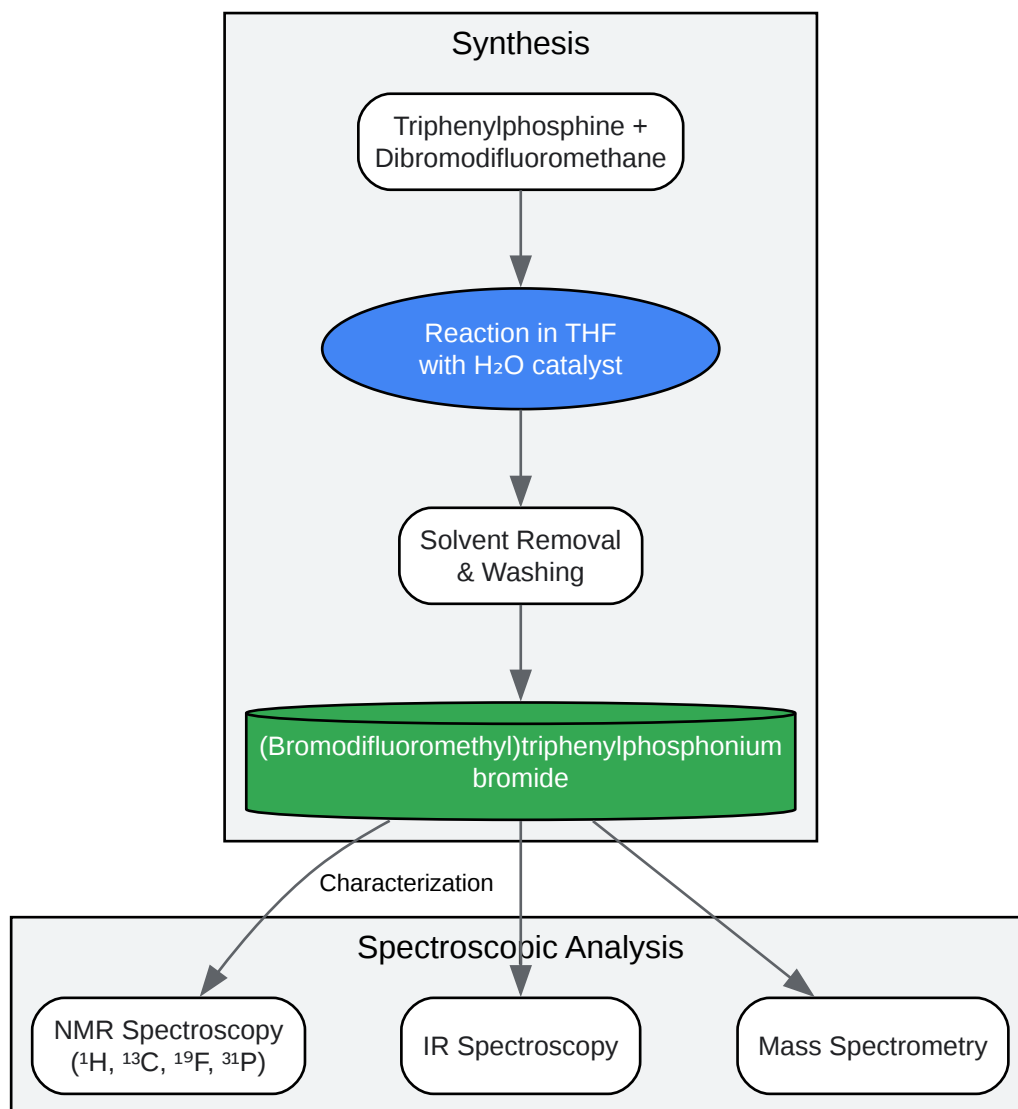 Synthesis
Triphenylphosphine +
Dibromodifluoromethane
Reaction in THF
with H₂O catalyst
Solvent Removal
& Washing
(Bromodifluoromethyl)triphenylphosphonium
bromide
Characterization
Spectroscopic Analysis
NMR Spectroscopy
(¹H, ¹³C, ¹⁹F, ³¹P)
IR Spectroscopy
Mass Spectrometry